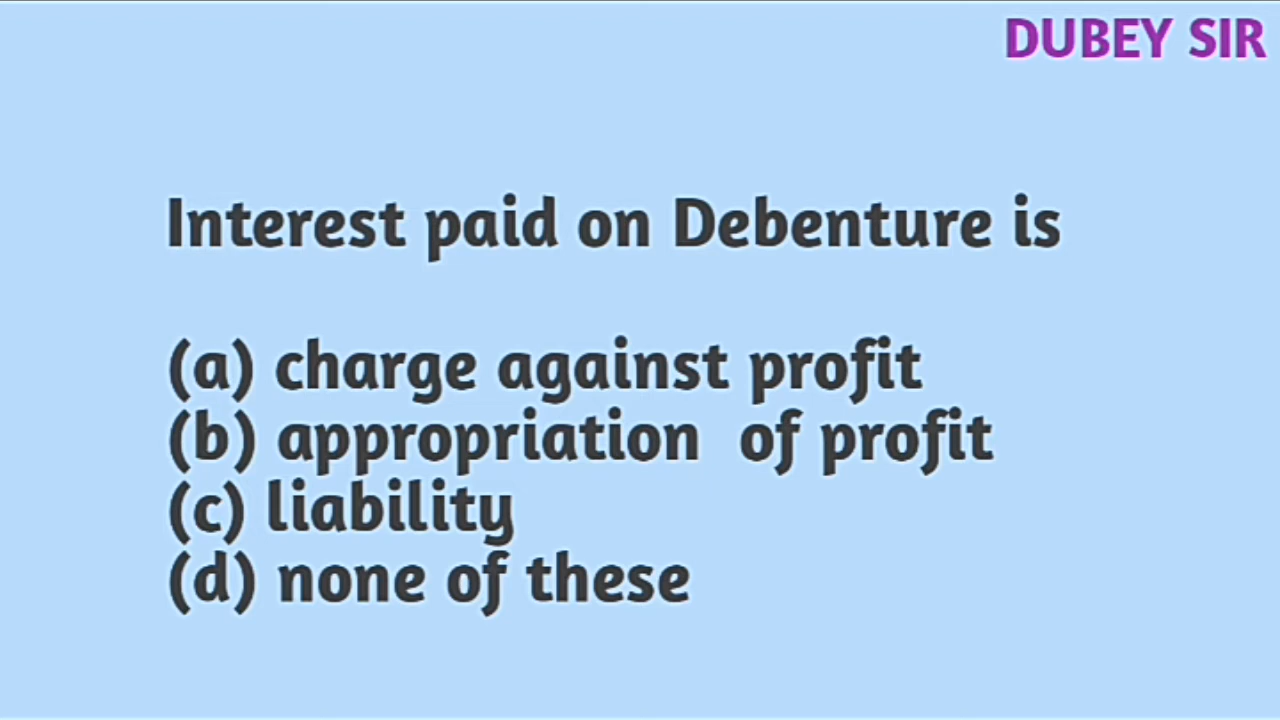 DUBEY SIR
Interest paid on Debenture is
(a) charge against profit
(b) appropriation of profit
(c) liability
(d) none of these